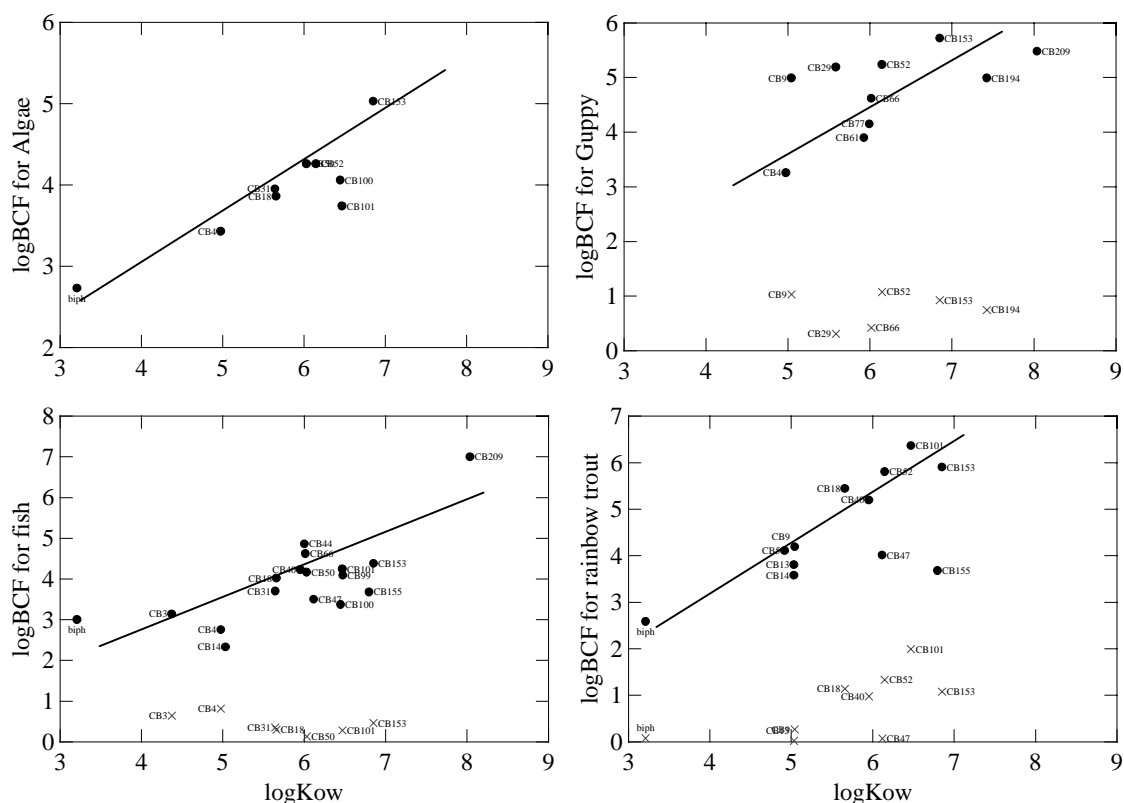 logBCF for Algae
6
5
4
3
2
CB153
CB52
CB31
CB18
CB100
CB101
CB4
biph
3 4 5 6 7 8 9
logBCF for Guppy
6
5
4
3
2
1
0
CB153
CB209
CB9
CB29
CB52
CB194
CB66
CB77
CB61
CB4
CB9
CB52
CB153
CB194
CB29
CB66
3 4 5 6 7 8 9
logBCF for fish
8
7
6
5
4
3
2
1
0
CB209
CB44
CB66
CB40
CB50
CB101
CB153
CB18
CB99
CB31
CB47
CB155
CB100
CB3
biph
CB4
CB14
CB3
CB4
CB31
CB18
CB50
CB101
CB153
3 4 5 6 7 8 9
logKow
logBCF for rainbow trout
7
6
5
4
3
2
1
0
CB101
CB52
CB153
CB18
CB40
CB9
CB47
CB13
CB14
CB155
biph
CB101
CB52
CB18
CB40
CB153
biph
CB9
CB47
3 4 5 6 7 8 9
logKow